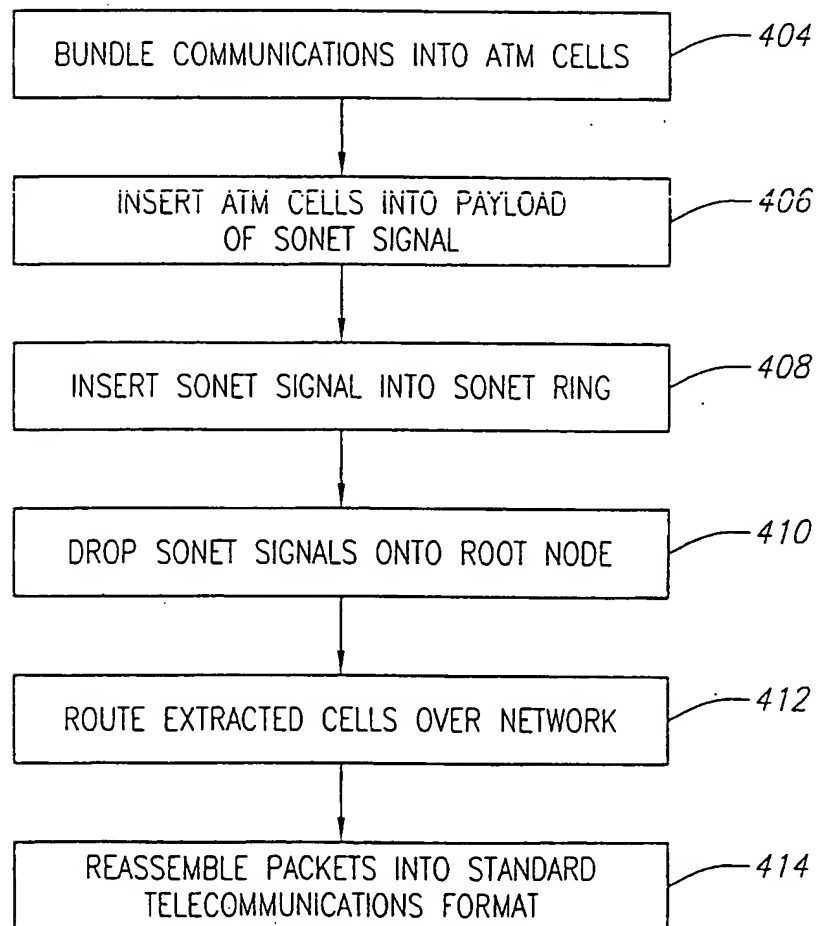 BUNDLE COMMUNICATIONS INTO ATM CELLS
404
INSERT ATM CELLS INTO PAYLOAD
OF SONET SIGNAL
406
INSERT SONET SIGNAL INTO SONET RING
408
DROP SONET SIGNALS ONTO ROOT NODE
410
ROUTE EXTRACTED CELLS OVER NETWORK
412
REASSEMBLE PACKETS INTO STANDARD
TELECOMMUNICATIONS FORMAT
414